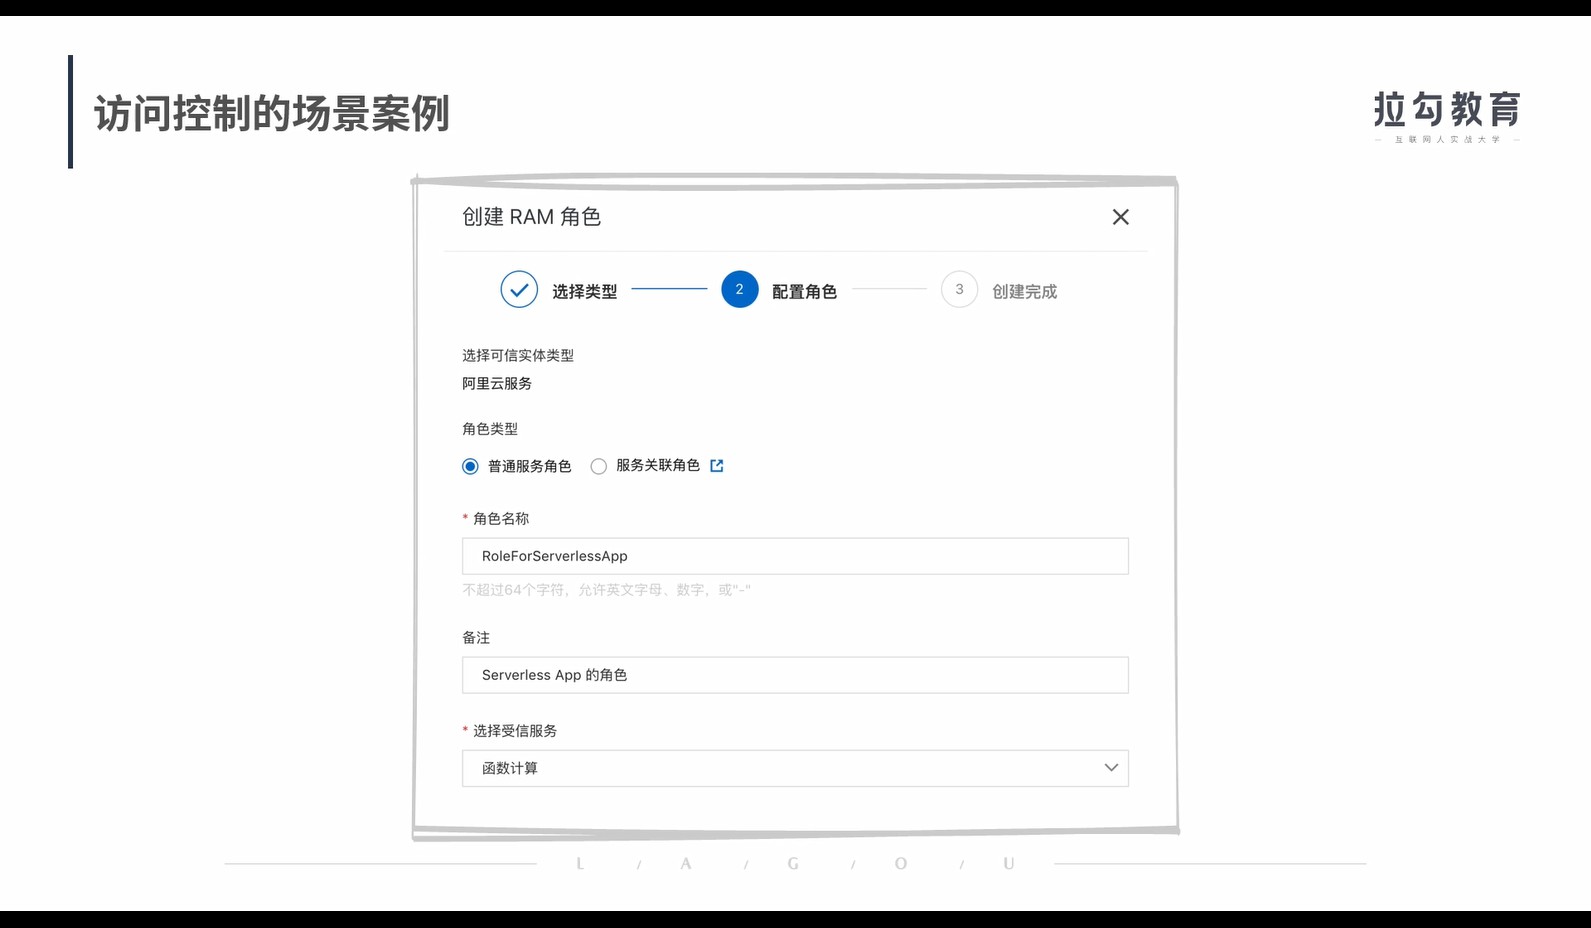 访问控制的场景案例
拉勾教育
— 互联网人实战大学 —
创建 RAM 角色
选择类型
2 配置角色
3 创建完成
选择可信实体类型
阿里云服务
角色类型
普通服务角色 服务关联角色
* 角色名称
RoleForServerlessApp
不超过64个字符，允许英文字母、数字，或"-"
备注
Serverless App 的角色
* 选择受信服务
函数计算
L / A / G / O / U